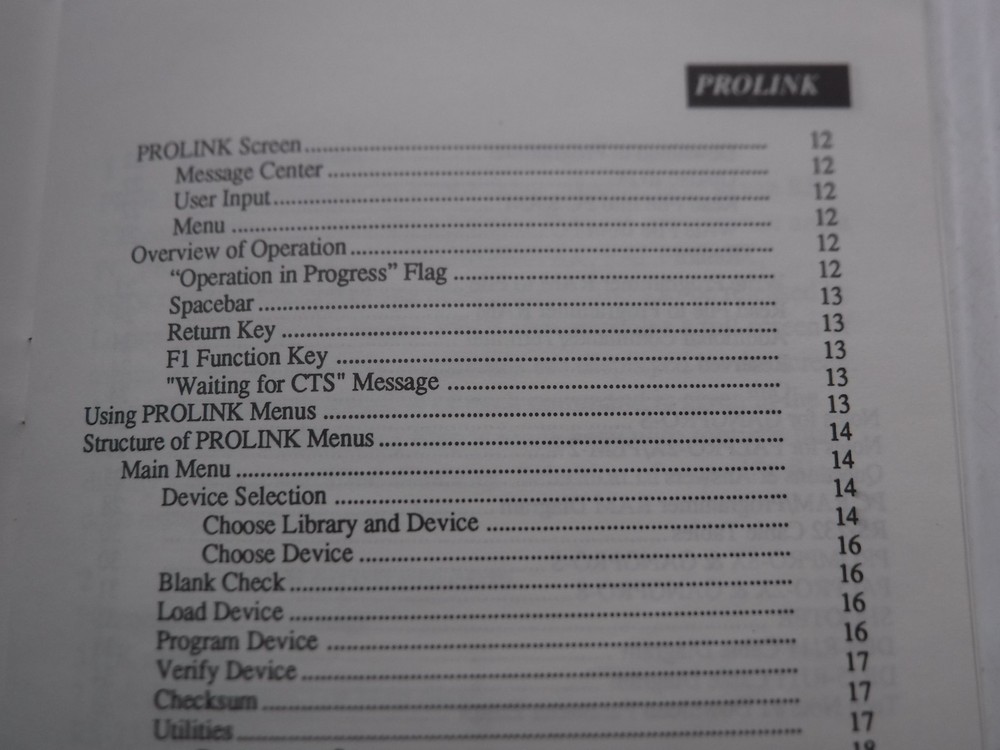 PROLINK
PROLINK Screen ........ 12
Message Center ........ 12
User Input ........ 12
Menu ........ 12
Overview of Operation ........ 12
“Operation in Progress” Flag ........ 12
Spacebar ........ 13
Return Key ........ 13
F1 Function Key ........ 13
"Waiting for CTS" Message ........ 13
Using PROLINK Menus ........ 13
Structure of PROLINK Menus ........ 14
Main Menu ........ 14
Device Selection ........ 14
Choose Library and Device ........ 14
Choose Device ........ 16
Blank Check ........ 16
Load Device ........ 16
Program Device ........ 16
Verify Device ........ 17
Checksum ........ 17
Utilities ........ 17
18